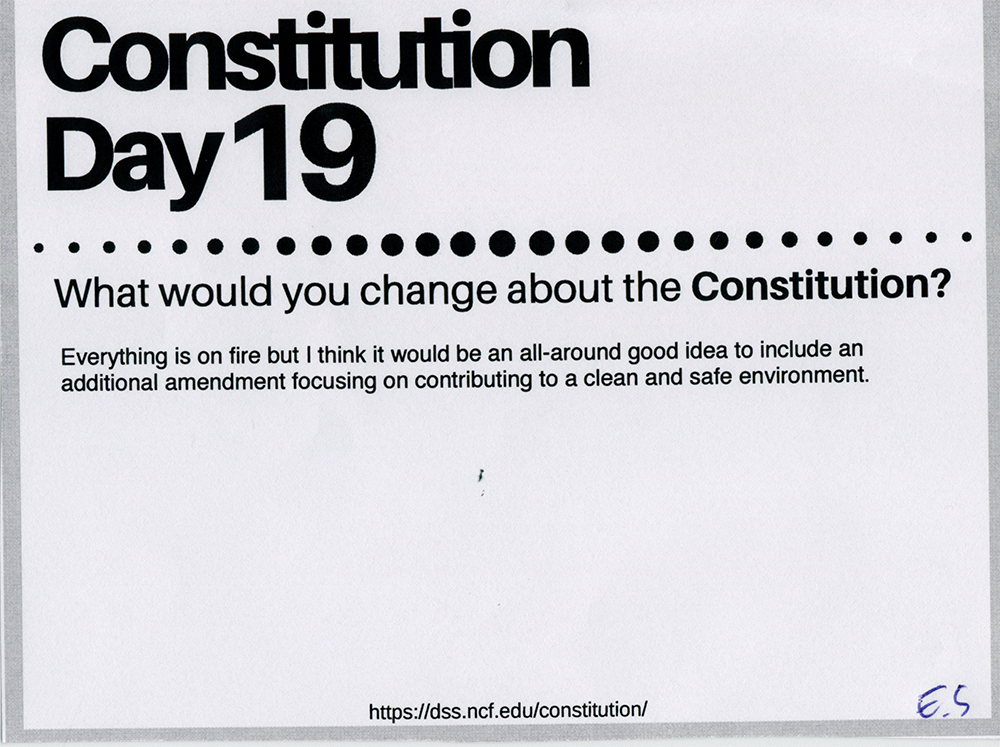 Constitution
Day 19
What would you change about the Constitution?
Everything is on fire but I think it would be an all-around good idea to include an
additional amendment focusing on contributing to a clean and safe environment.
https://dss.ncf.edu/constitution/
E.S